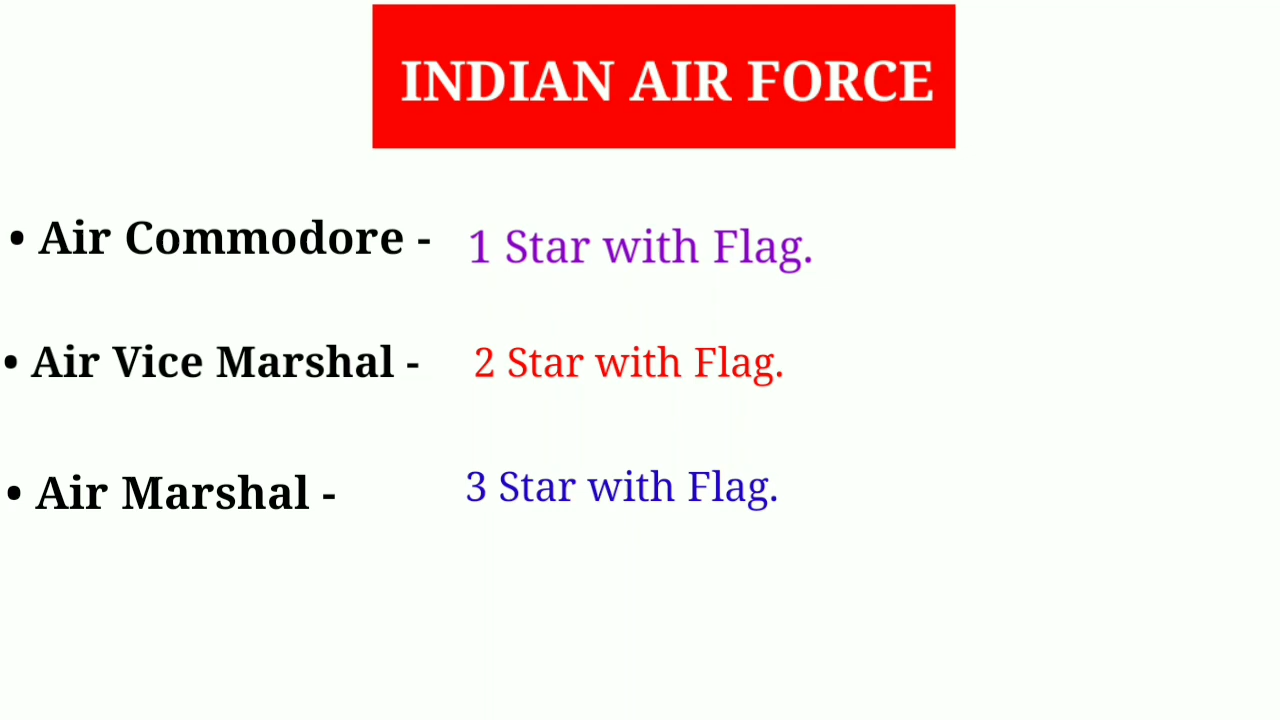 INDIAN AIR FORCE
• Air Commodore - 1 Star with Flag.
• Air Vice Marshal - 2 Star with Flag.
• Air Marshal - 3 Star with Flag.